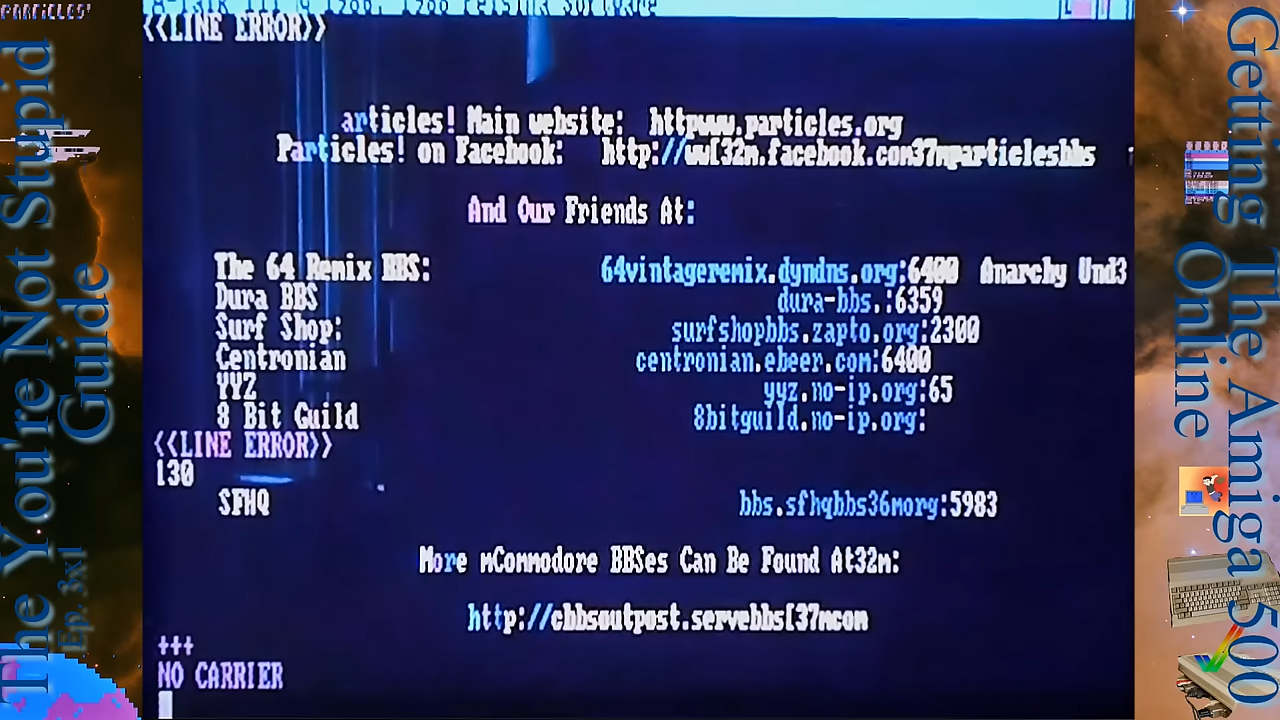 PARTiCLES!
The You're Not Stupid
Guide
Ep. 3x1
<<LINE ERROR>>
articles! Main website: httpwww.particles.org
Particles! on Facebook: http://ww[32m.facebook.com37mparticlesbbs
And Our Friends At:
The 64 Remix BBS: 64vintageremix.dyndns.org:6400 Anarchy Und3
Dura BBS dura-bbs.:6359
Surf Shop: surfshopbbs.zapto.org:2300
Centronian centronian.ebeer.com:6400
YYZ yyz.no-ip.org:65
8 Bit Guild 8bitguild.no-ip.org:
<<LINE ERROR>>
130
SFHQ bbs.sfhqbbs36morg:5983
More mCommodore BBSes Can Be Found At32m:
http://cbbsoutpost.servebbs[37mcom
+++
NO CARRIER
Getting The Amiga 500
Online